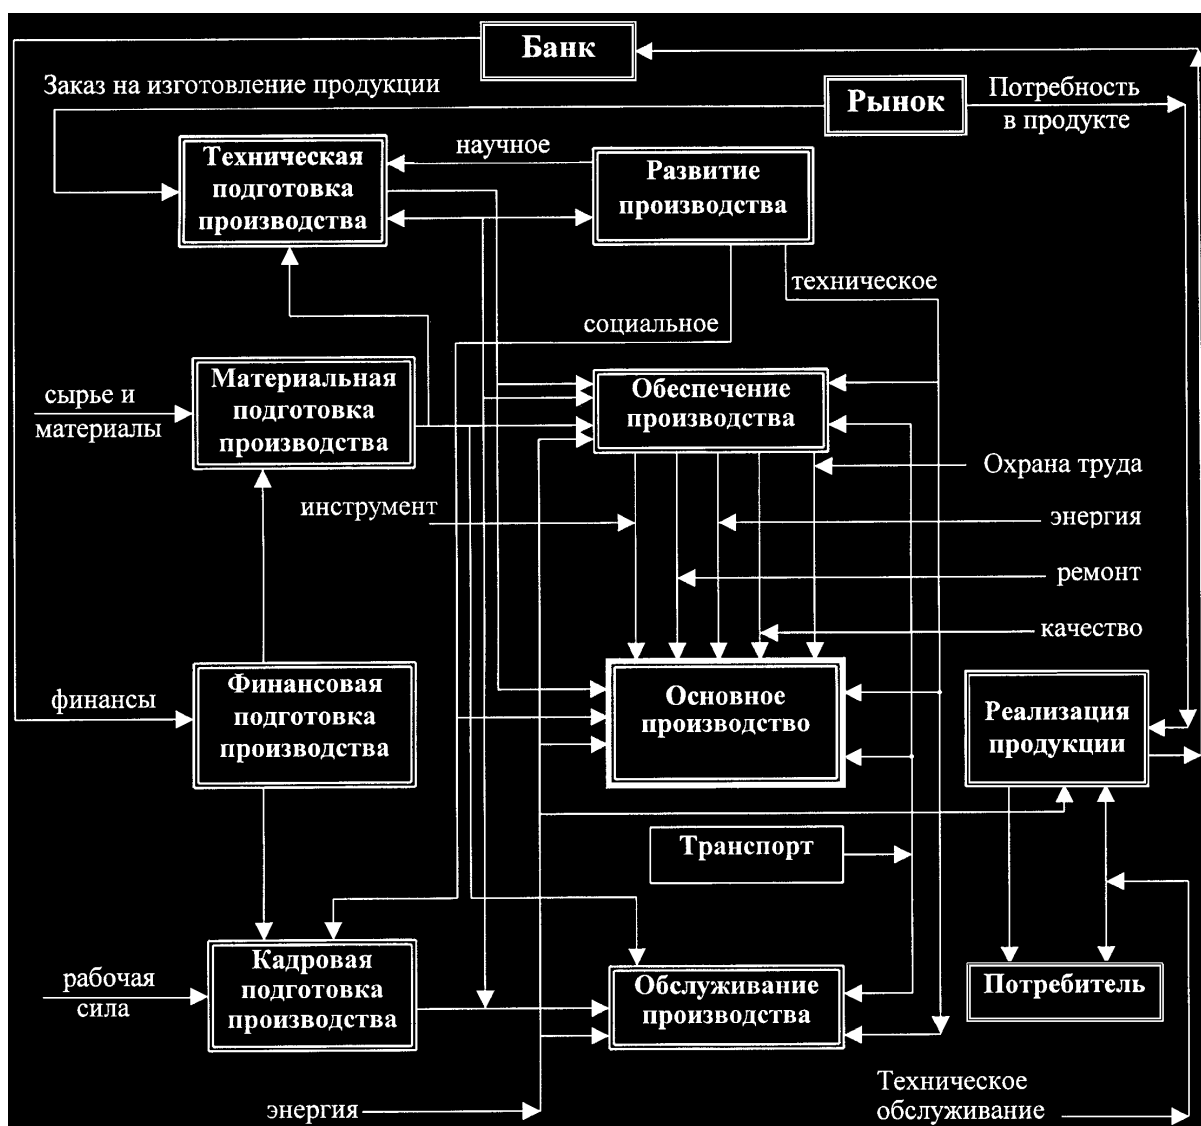 Банк
Заказ на изготовление продукции
Рынок
Потребность
в продукте
Техническая
подготовка
производства
научное
Развитие
производства
техническое
социальное
Материальная
подготовка
производства
сырье и
материалы
Обеспечение
производства
Охрана труда
инструмент
энергия
ремонт
качество
финансы
Финансовая
подготовка
производства
Основное
производство
Реализация
продукции
Транспорт
рабочая
сила
Кадровая
подготовка
производства
Обслуживание
производства
Потребитель
энергия
Техническое
обслуживание